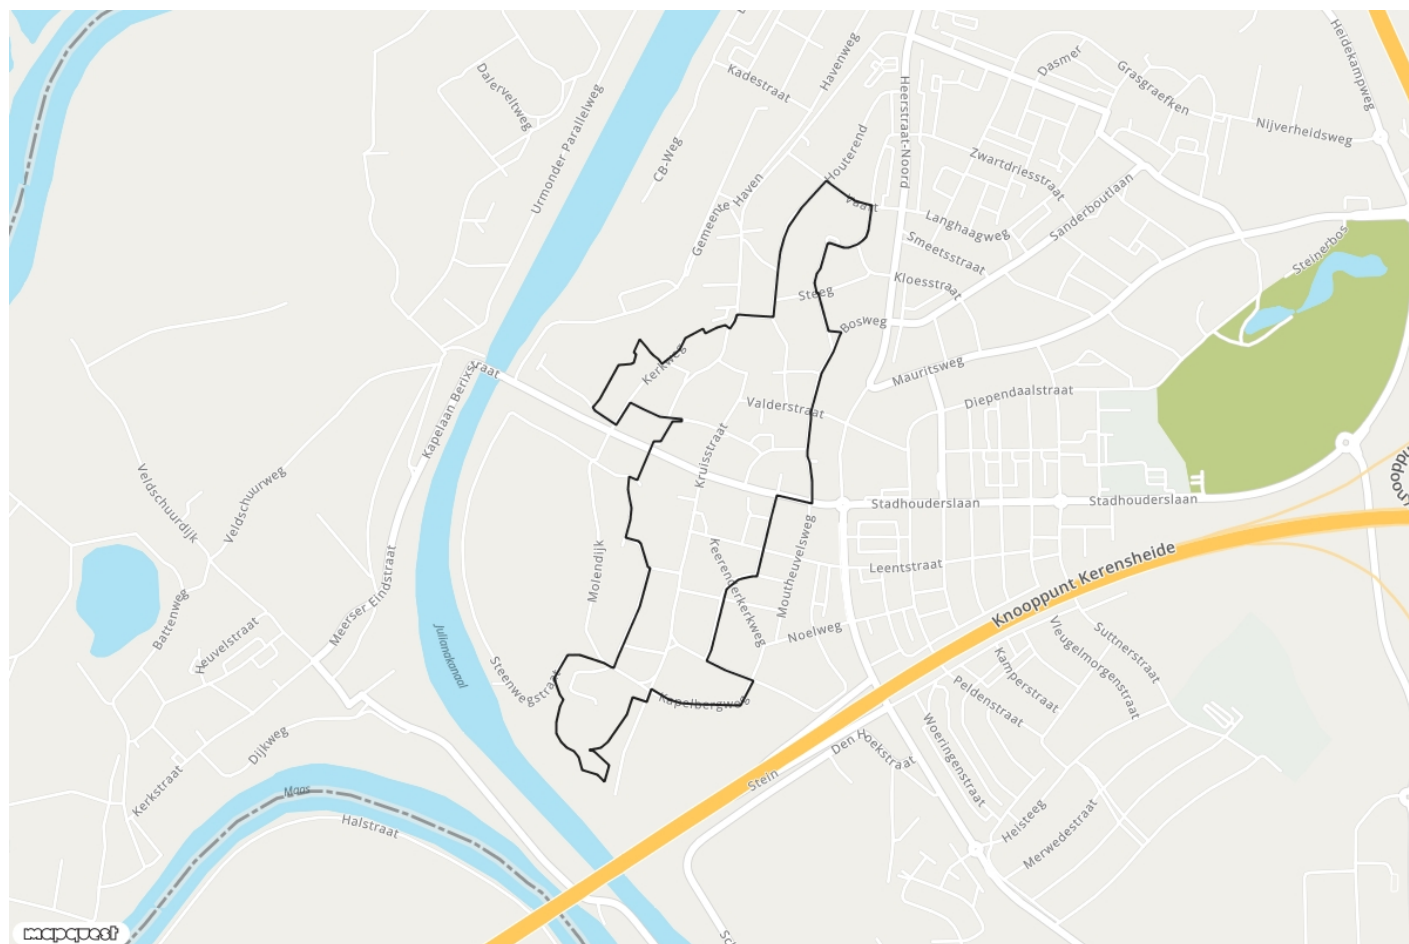 Heidekampweg
Dasmer
Grasgraefken
Nijverheidsweg
Havenweg
Kadestraat
Dalerveltweg
Heerstraat-Noord
Urmonder Parallelweg
CB-Weg
Houterend
Zwartdriesstraat
Sanderboutlaan
Gemeente Haven
Vaart
Langhaagweg
Smeetsstraat
Steinerbos
Kloesstraat
Steeg
Bosweg
Kerkweg
Kapelaan Berixstraat
Mauritsweg
Diependaalstraat
Valderstraat
Kruisstraat
Veldschuurdijk
Veldschuurweg
Stadhouderslaan
Stadhouderslaan
Meerser Eindstraat
Molendijk
Keerenderkerkweg
Moutheuvelsweg
Leentstraat
Knooppunt Kerensheide
Battenweg
Heuvelstraat
Noelweg
Julianakanaal
Steenwegstraat
Kapelbergweg
Suttnerstraat
Vleugelmorgenstraat
Kamperstraat
Peldenstraat
Woeringenstraat
Den Hoekstraat
Dijkweg
Kerkstraat
Stein
Maas
Halstraat
Heisteeg
Merwedestraat
mapquest